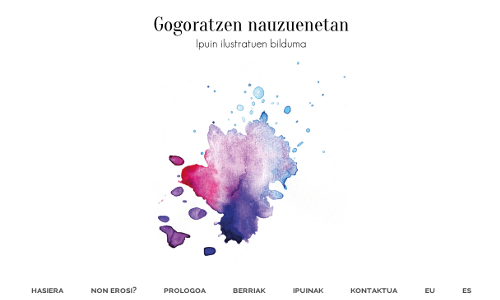 Gogoratzen nauzuenetan
Ipuin ilustratuen bilduma
HASIERA NON EROSI? PROLOGOA BERRIAK IPUINAK KONTAKTUA EU ES